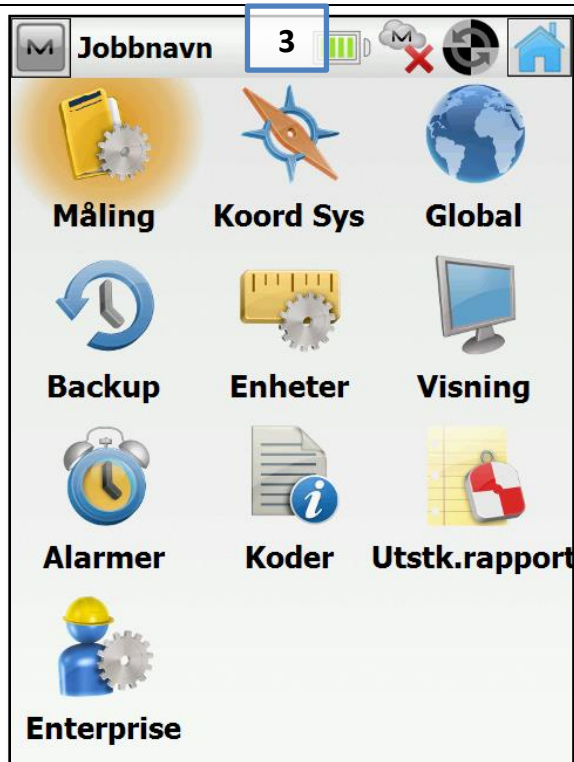 Jobbnavn 3
Måling Koord Sys Global
Backup Enheter Visning
Alarmer Koder Utstk.rapport
Enterprise